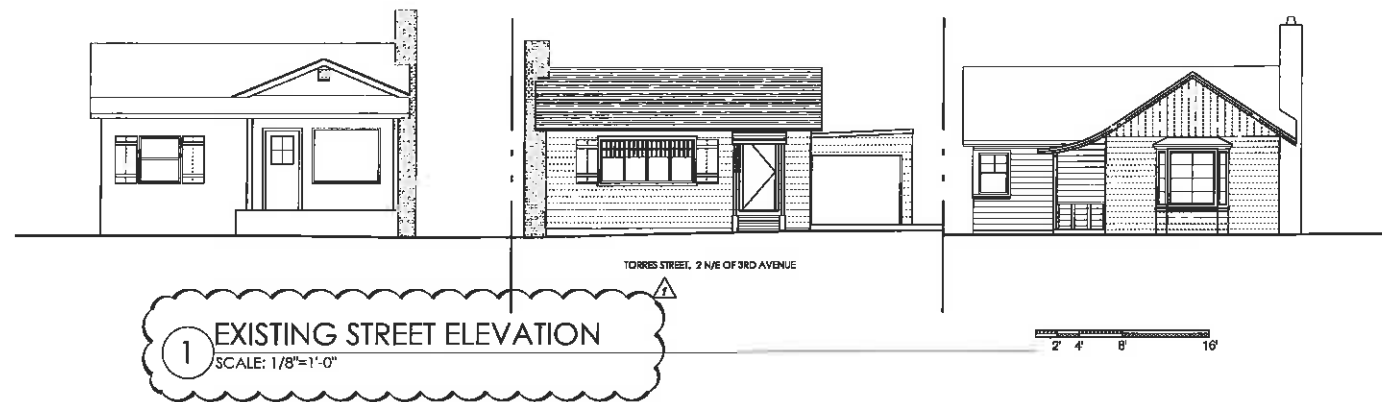 TORRES STREET, 2 N/E OF 3RD AVENUE
1
1
EXISTING STREET ELEVATION
SCALE: 1/8"=1'-0"
2' 4' 8' 16'